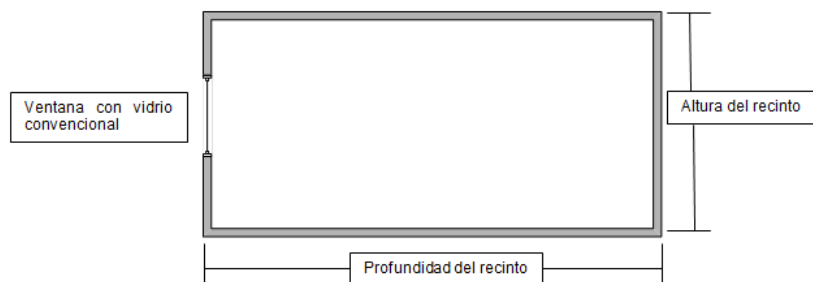 Ventana con vidrio
convencional
Altura del recinto
Profundidad del recinto